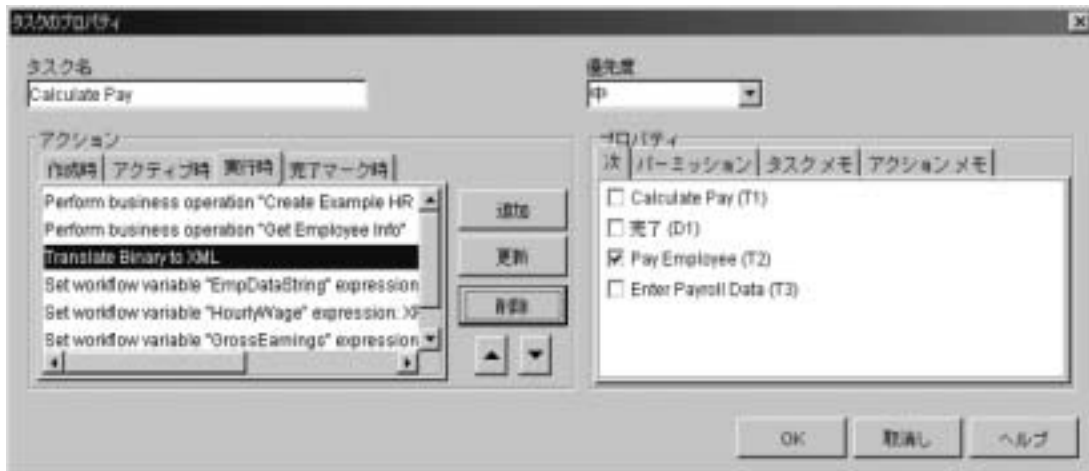 タスクのプロパティ
タスク名
優先度
Calculate Pay
中
アクション
プロパティ
作成時 アクティブ時 実行時 完了マーク時
次 パーミッション タスク メモ アクション メモ
Perform business operation "Create Example HR
Perform business operation "Get Employee Info"
Translate Binary to XML
Set workflow variable "EmpDataString" expression
Set workflow variable "HourlyWage" expression: XP
Set workflow variable "GrossEarnings" expression
追加
更新
削除
Calculate Pay (T1)
完了 (D1)
Pay Employee (T2)
Enter Payroll Data (T3)
OK 取消し ヘルプ